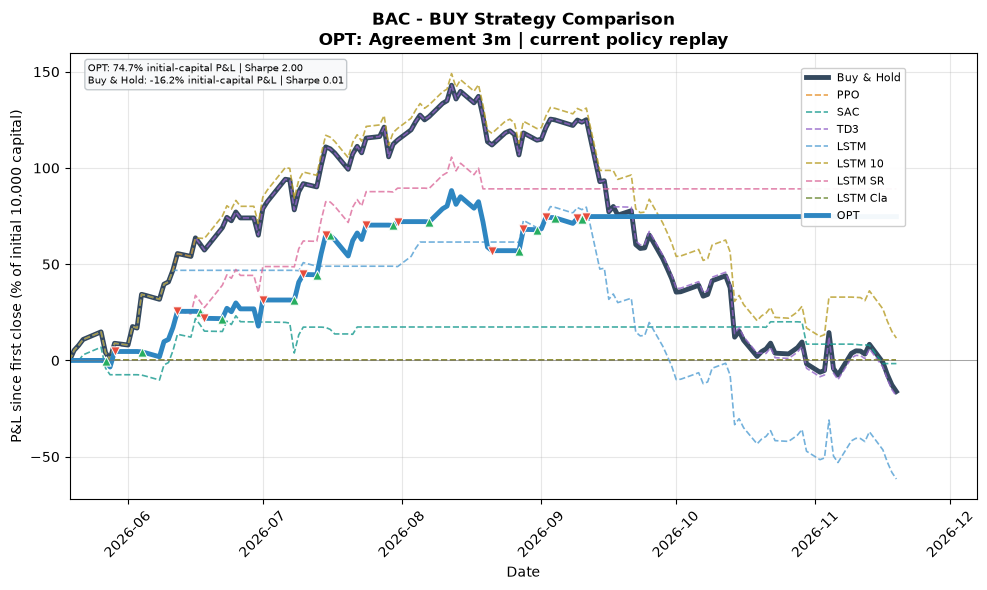 BAC - BUY Strategy Comparison
OPT: Agreement 3m | current policy replay
OPT: 74.7% initial-capital P&L | Sharpe 2.00
Buy & Hold: -16.2% initial-capital P&L | Sharpe 0.01
Buy & Hold
PPO
SAC
TD3
LSTM
LSTM 10
LSTM SR
LSTM Cla
OPT
P&L since first close (% of initial 10,000 capital)
150
100
50
0
−50
2026-06
2026-07
2026-08
2026-09
2026-10
2026-11
2026-12
Date